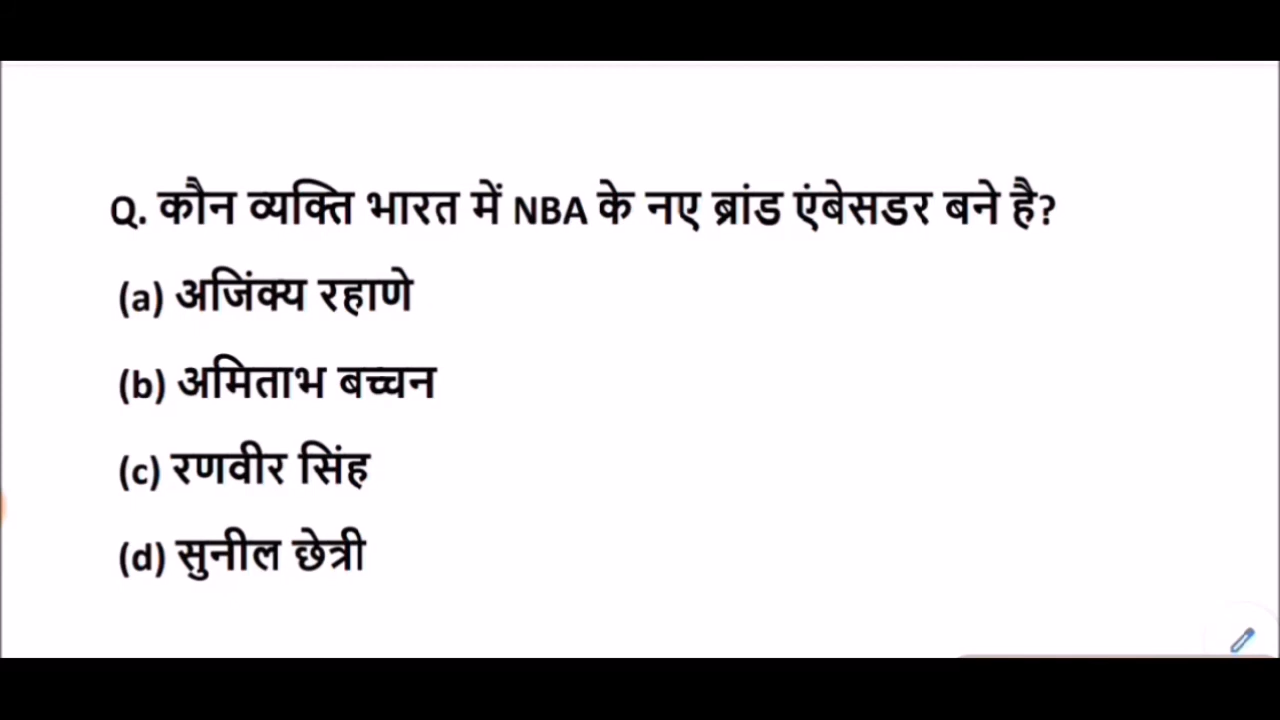 Q. कौन व्यक्ति भारत में NBA के नए ब्रांड एंबेसडर बने है?
(a) अजिंक्य रहाणे
(b) अमिताभ बच्चन
(c) रणवीर सिंह
(d) सुनील छेत्री